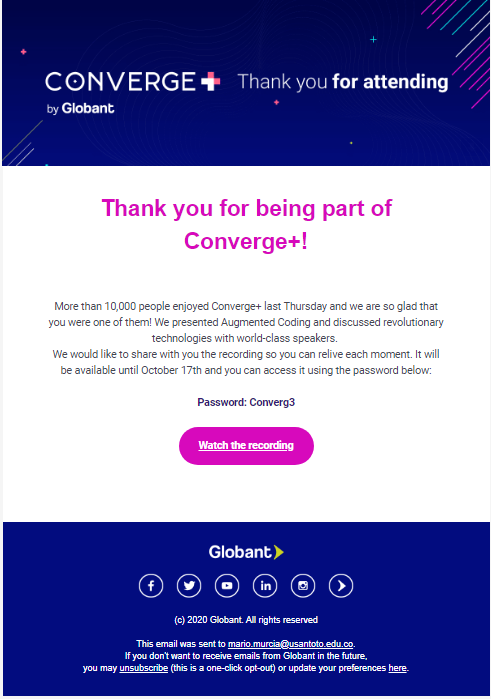 CONVERGE+ Thank you for attending
by Globant
Thank you for being part of
Converge+!
More than 10,000 people enjoyed Converge+ last Thursday and we are so glad that
you were one of them! We presented Augmented Coding and discussed revolutionary
technologies with world-class speakers.
We would like to share with you the recording so you can relive each moment. It will
be available until October 17th and you can access it using the password below:
Password: Converg3
Watch the recording
Globant
(c) 2020 Globant. All rights reserved
This email was sent to mario.murcia@usantoto.edu.co.
If you don't want to receive emails from Globant in the future,
you may unsubscribe (this is a one-click opt-out) or update your preferences here.